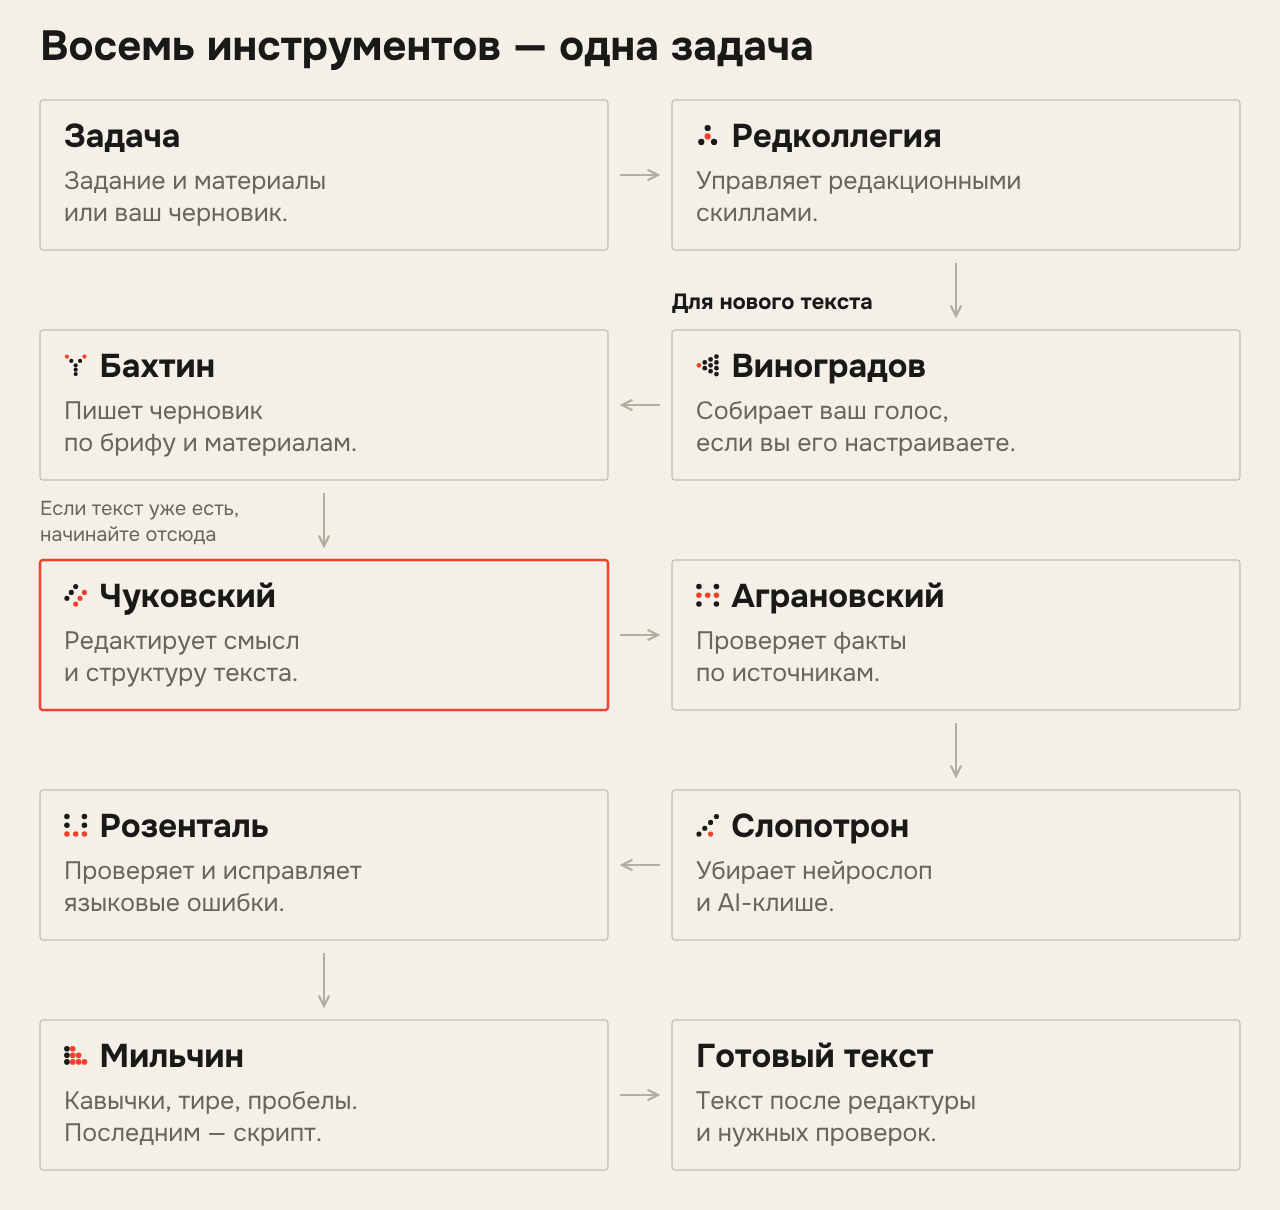 Восемь инструментов — одна задача
Задача
Задание и материалы
или ваш черновик.
Редколлегия
Управляет редакционными
скиллами.
Для нового текста
Виноградов
Собирает ваш голос,
если вы его настраиваете.
Бахтин
Пишет черновик
по брифу и материалам.
Если текст уже есть,
начинайте отсюда
Чуковский
Редактирует смысл
и структуру текста.
Аграновский
Проверяет факты
по источникам.
Слопотрон
Убирает нейрослоп
и AI-клише.
Розенталь
Проверяет и исправляет
языковые ошибки.
Мильчин
Кавычки, тире, пробелы.
Последним — скрипт.
Готовый текст
Текст после редактуры
и нужных проверок.